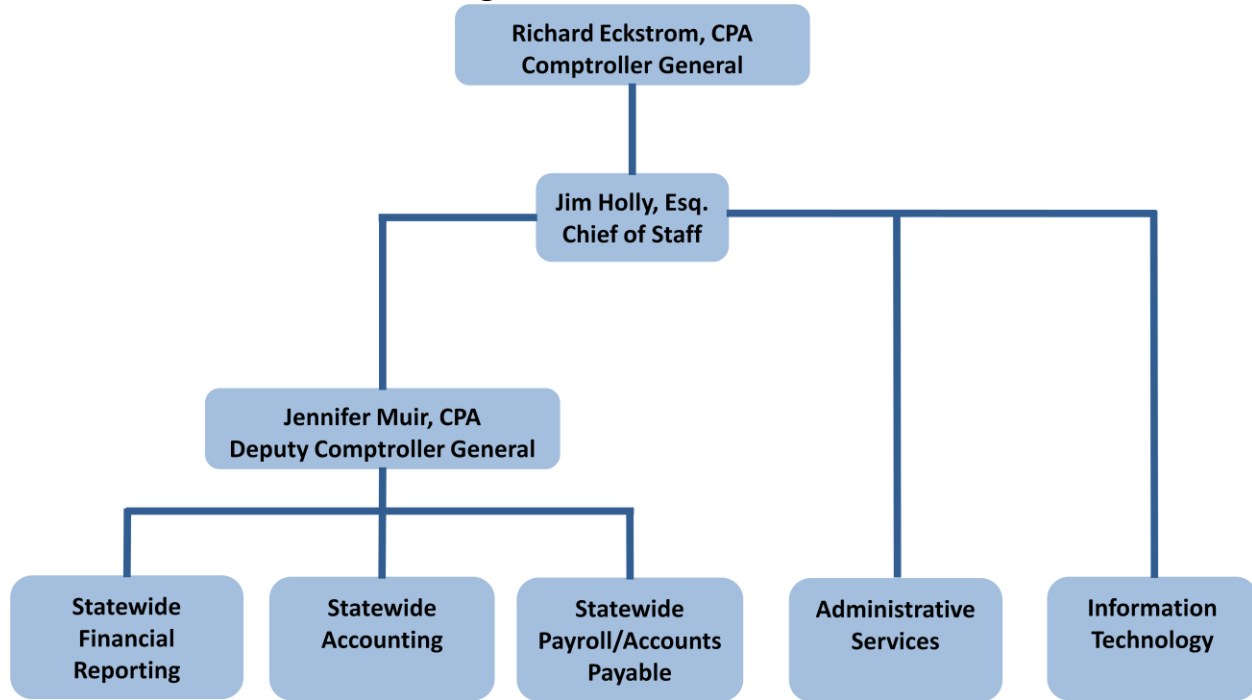 Richard Eckstrom, CPA
Comptroller General
Jim Holly, Esq.
Chief of Staff
Jennifer Muir, CPA
Deputy Comptroller General
Statewide
Financial
Reporting
Statewide
Accounting
Statewide
Payroll/Accounts
Payable
Administrative
Services
Information
Technology